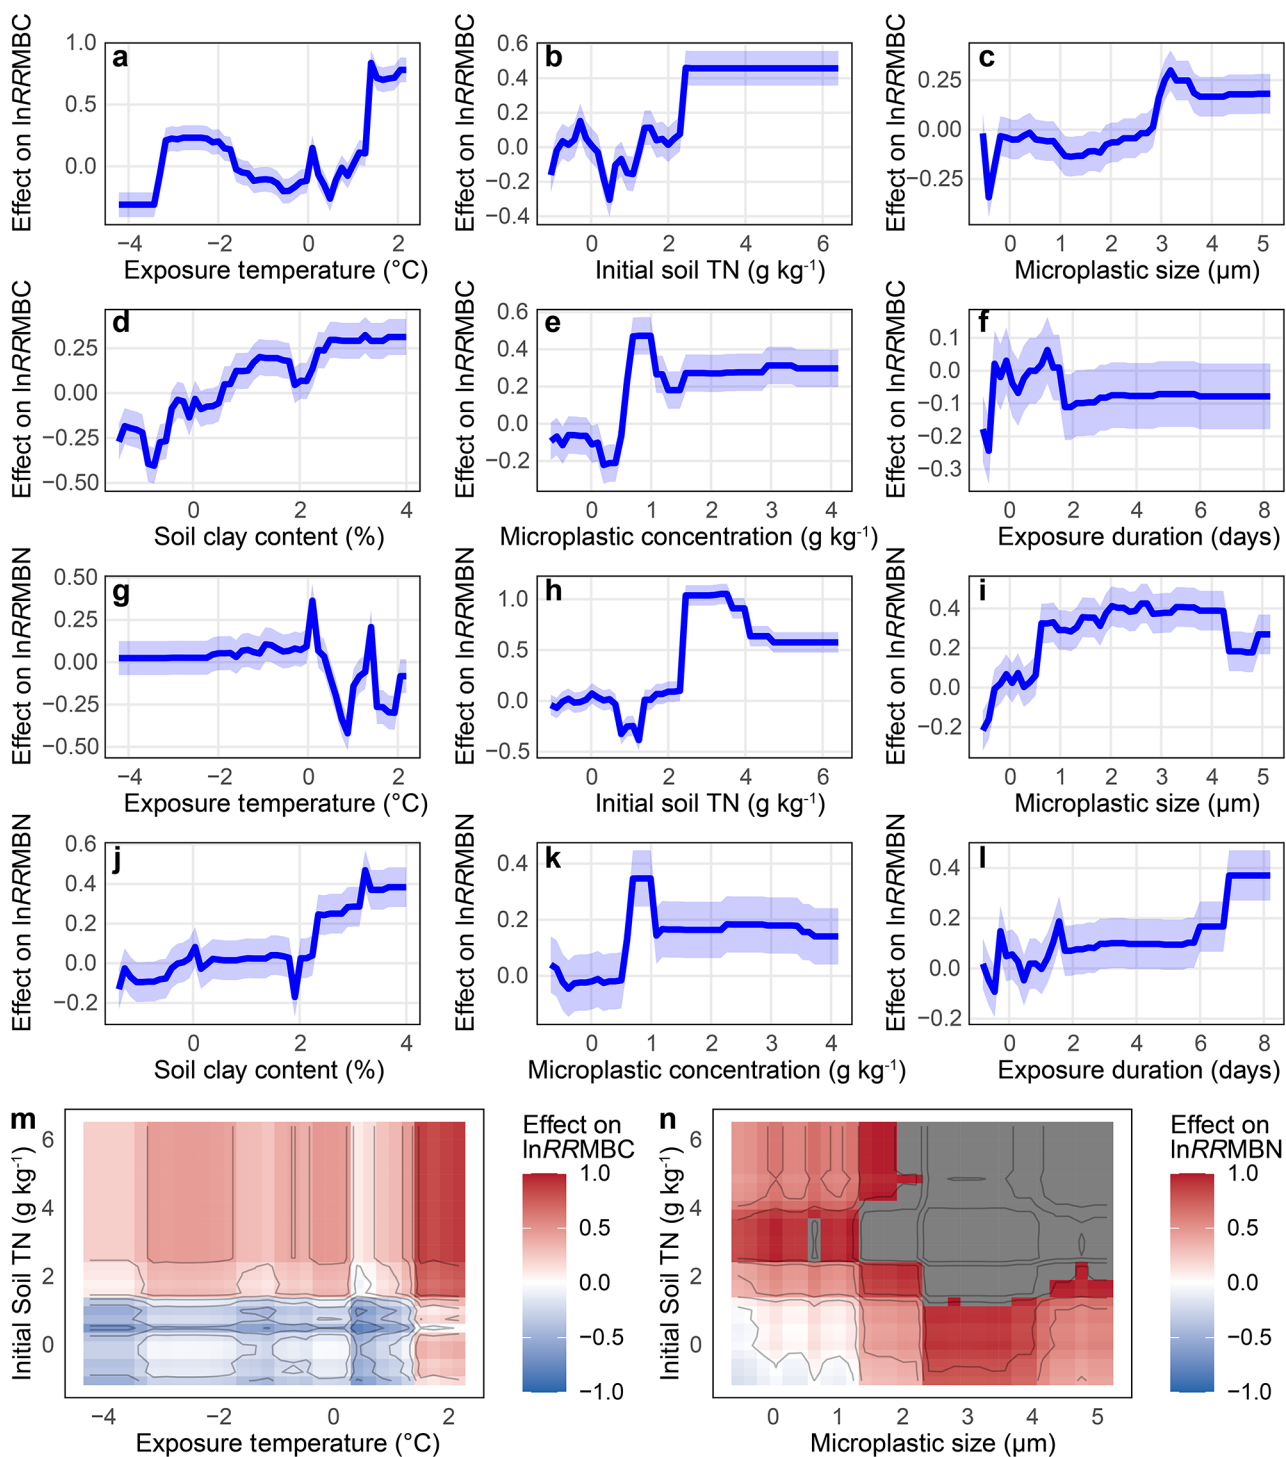 a
Effect on lnRRMBC
1.0
0.5
0.0
−4 −2 0 2
Exposure temperature (°C)
b
Effect on lnRRMBC
0.6
0.4
0.2
0.0
−0.2
−0.4
0 2 4 6
Initial soil TN (g kg-1)
c
Effect on lnRRMBC
0.25
0.00
−0.25
0 1 2 3 4 5
Microplastic size (µm)
d
Effect on lnRRMBC
0.25
0.00
−0.25
−0.50
0 2 4
Soil clay content (%)
e
Effect on lnRRMBC
0.6
0.4
0.2
0.0
−0.2
0 1 2 3 4
Microplastic concentration (g kg-1)
f
Effect on lnRRMBC
0.1
0.0
−0.1
−0.2
−0.3
0 2 4 6 8
Exposure duration (days)
g
Effect on lnRRMBN
0.50
0.25
0.00
−0.25
−0.50
−4 −2 0 2
Exposure temperature (°C)
h
Effect on lnRRMBN
1.0
0.5
0.0
−0.5
0 2 4 6
Initial soil TN (g kg-1)
i
Effect on lnRRMBN
0.4
0.2
0.0
−0.2
0 1 2 3 4 5
Microplastic size (µm)
j
Effect on lnRRMBN
0.6
0.4
0.2
0.0
−0.2
0 2 4
Soil clay content (%)
k
Effect on lnRRMBN
0.4
0.2
0.0
0 1 2 3 4
Microplastic concentration (g kg-1)
l
Effect on lnRRMBN
0.4
0.2
0.0
−0.2
0 2 4 6 8
Exposure duration (days)
m
Initial Soil TN (g kg-1)
6
4
2
0
−4 −2 0 2
Exposure temperature (°C)
Effect on
lnRRMBC
1.0
0.5
0.0
−0.5
−1.0
n
Initial Soil TN (g kg-1)
6
4
2
0
0 1 2 3 4 5
Microplastic size (µm)
Effect on
lnRRMBN
1.0
0.5
0.0
−0.5
−1.0